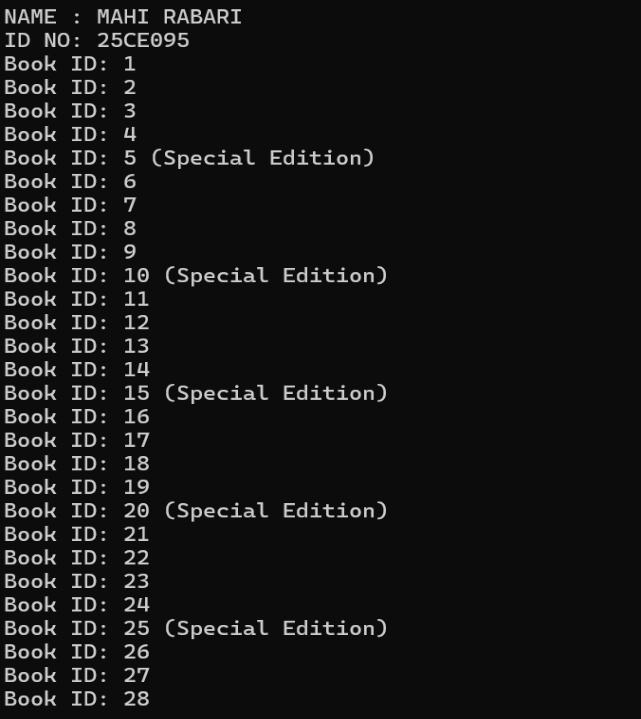 NAME : MAHI RABARI
ID NO: 25CE095
Book ID: 1
Book ID: 2
Book ID: 3
Book ID: 4
Book ID: 5 (Special Edition)
Book ID: 6
Book ID: 7
Book ID: 8
Book ID: 9
Book ID: 10 (Special Edition)
Book ID: 11
Book ID: 12
Book ID: 13
Book ID: 14
Book ID: 15 (Special Edition)
Book ID: 16
Book ID: 17
Book ID: 18
Book ID: 19
Book ID: 20 (Special Edition)
Book ID: 21
Book ID: 22
Book ID: 23
Book ID: 24
Book ID: 25 (Special Edition)
Book ID: 26
Book ID: 27
Book ID: 28